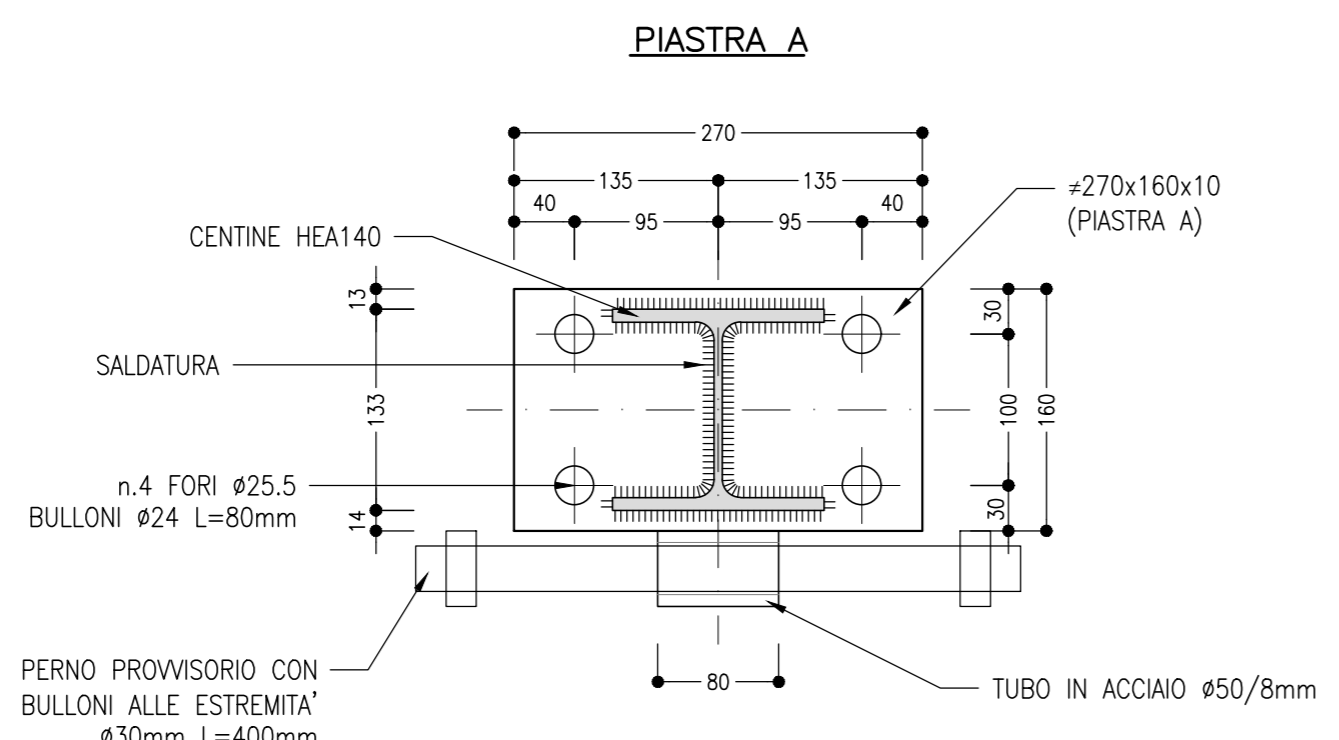 PIASTRA A
270
135 135
40 95 95 40
≠270x160x10
(PIASTRA A)
CENTINE HEA140
13
30
SALDATURA
133
100
160
n.4 FORI ø25.5
BULLONI ø24 L=80mm
14
30
PERNO PROVVISORIO CON
BULLONI ALLE ESTREMITA'
ø30mm L=400mm
80
TUBO IN ACCIAIO ø50/8mm